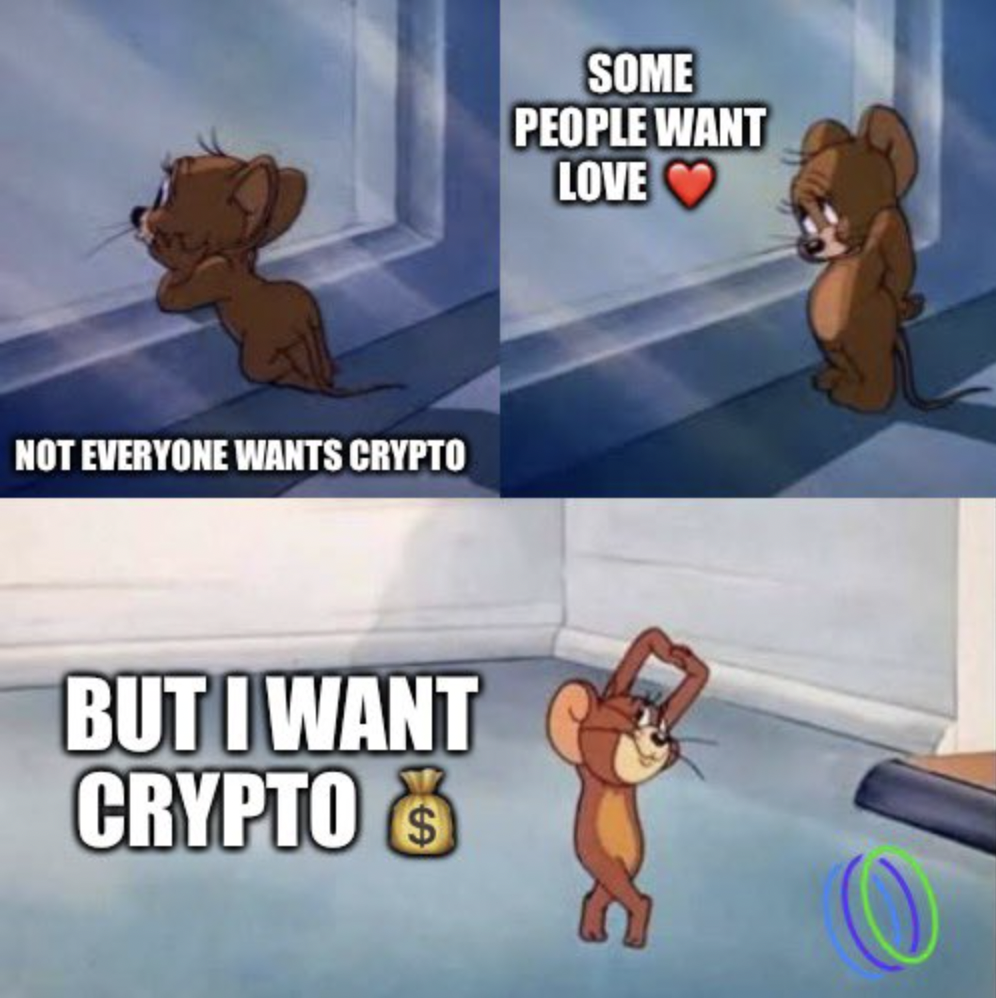 NOT EVERYONE WANTS CRYPTO
SOME
PEOPLE WANT
LOVE ❤️
BUT I WANT
CRYPTO 💰